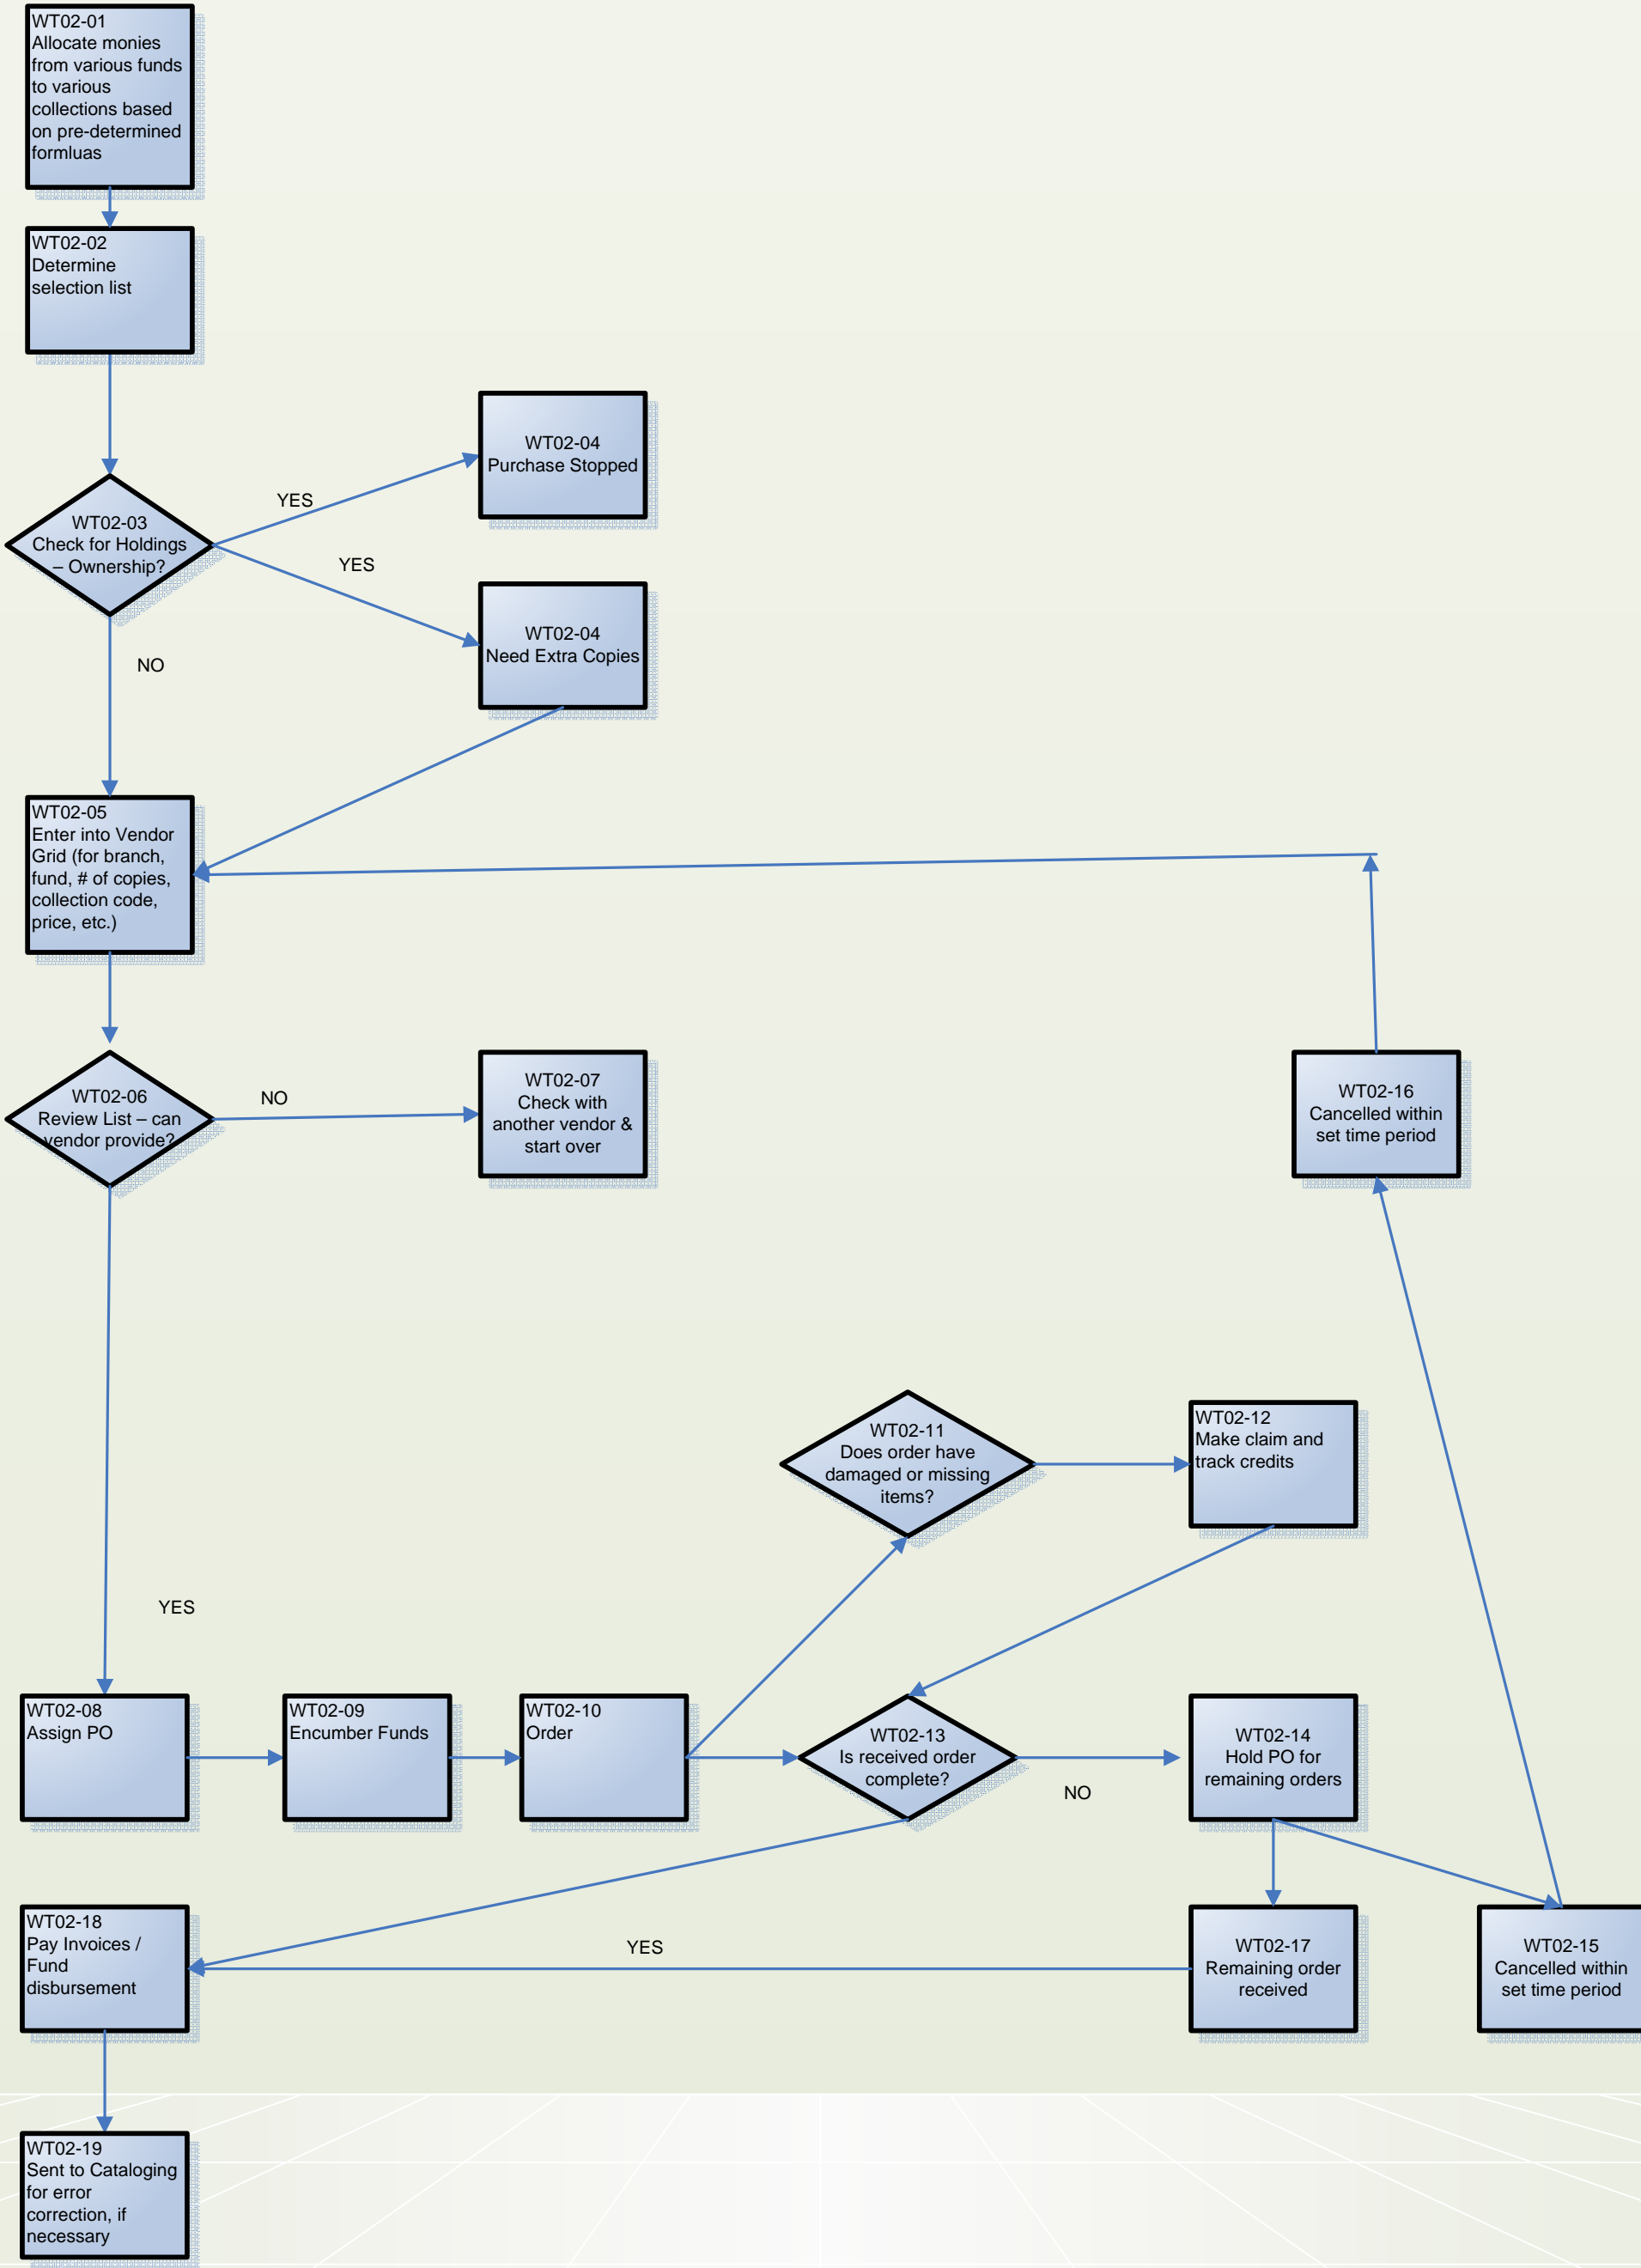 WT02-01
Allocate monies
from various funds
to various
collections based
on pre-determined
formluas
WT02-02
Determine
selection list
WT02-04
Purchase Stopped
YES
WT02-03
Check for Holdings
– Ownership?
YES
WT02-04
Need Extra Copies
NO
WT02-05
Enter into Vendor
Grid (for branch,
fund, # of copies,
collection code,
price, etc.)
WT02-06
Review List – can
vendor provide?
NO
WT02-07
Check with
another vendor &
start over
WT02-16
Cancelled within
set time period
WT02-11
Does order have
damaged or missing
items?
WT02-12
Make claim and
track credits
YES
WT02-08
Assign PO
WT02-09
Encumber Funds
WT02-10
Order
WT02-13
Is received order
complete?
NO
WT02-14
Hold PO for
remaining orders
WT02-18
Pay Invoices /
Fund
disbursement
YES
WT02-17
Remaining order
received
WT02-15
Cancelled within
set time period
WT02-19
Sent to Cataloging
for error
correction, if
necessary